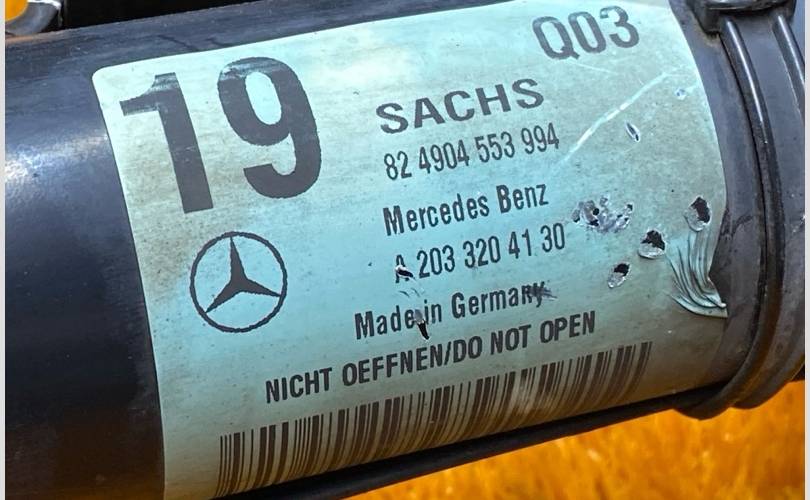 19
Q03
SACHS
82 4904 553 994
Mercedes Benz
A 203 320 41 30
Made in Germany
NICHT OEFFNEN/DO NOT OPEN